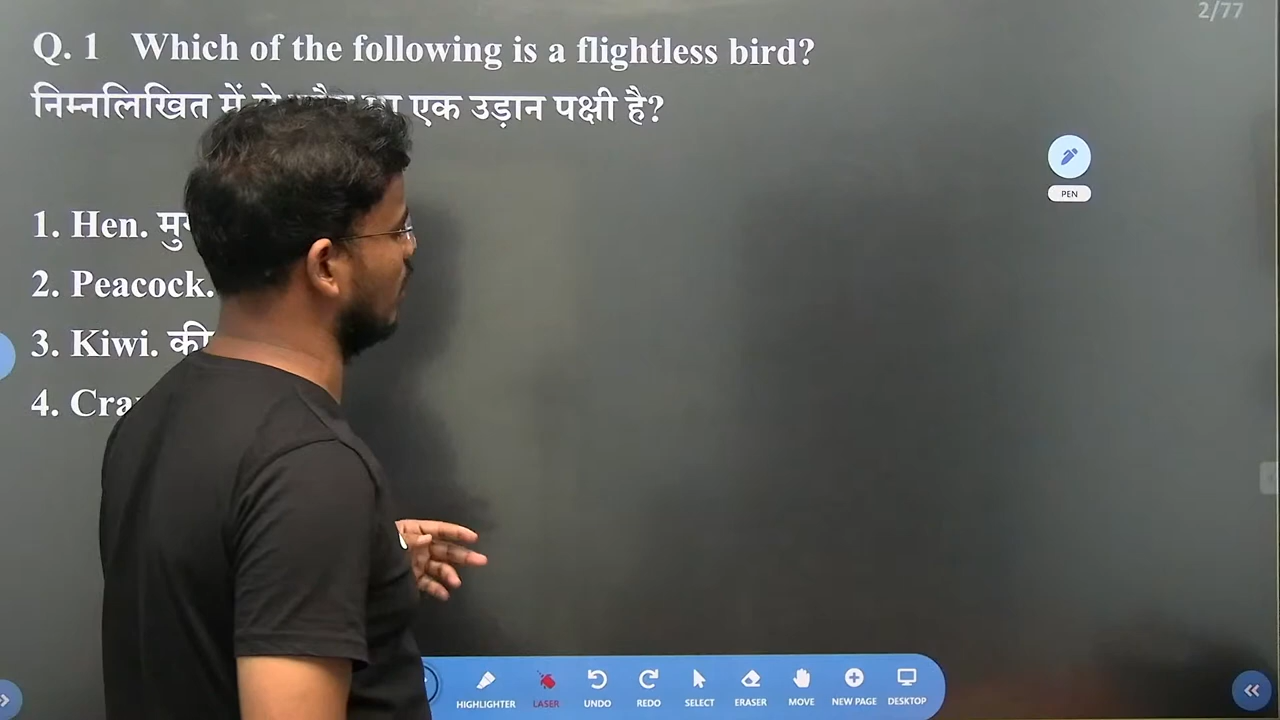 2/77
Q. 1 Which of the following is a flightless bird?
निम्नलिखित में एक उड़ान पक्षी है?
PEN
1. Hen.
2. Peacock.
3. Kiwi.
4.
HIGHLIGHTER LASER UNDO REDO SELECT ERASER MOVE NEW PAGE DESKTOP